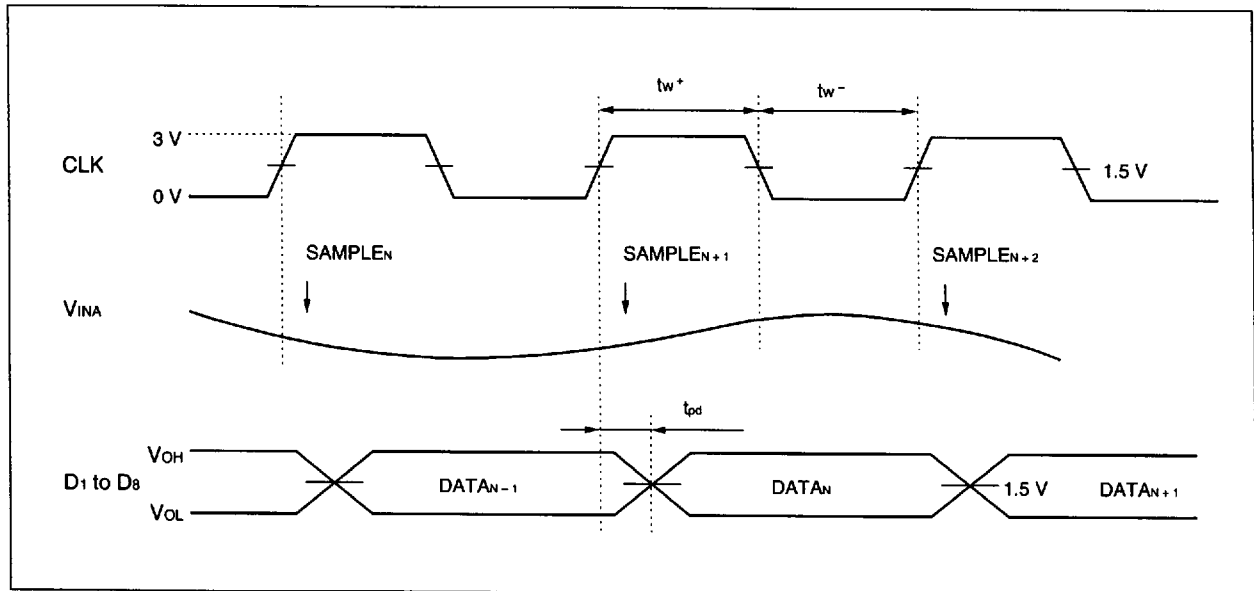 tw+ tw−
3 V
CLK
1.5 V
0 V
SAMPLEN SAMPLEN + 1 SAMPLEN + 2
VINA
tpd
VOH
D1 to D8 DATAN − 1 DATAN 1.5 V DATAN + 1
VOL